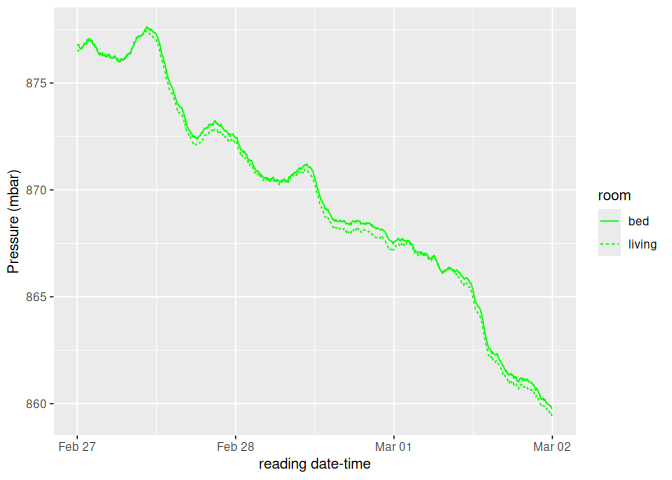 875
870
865
860
Pressure (mbar)
Feb 27
Feb 28
Mar 01
Mar 02
reading date-time
room
bed
living